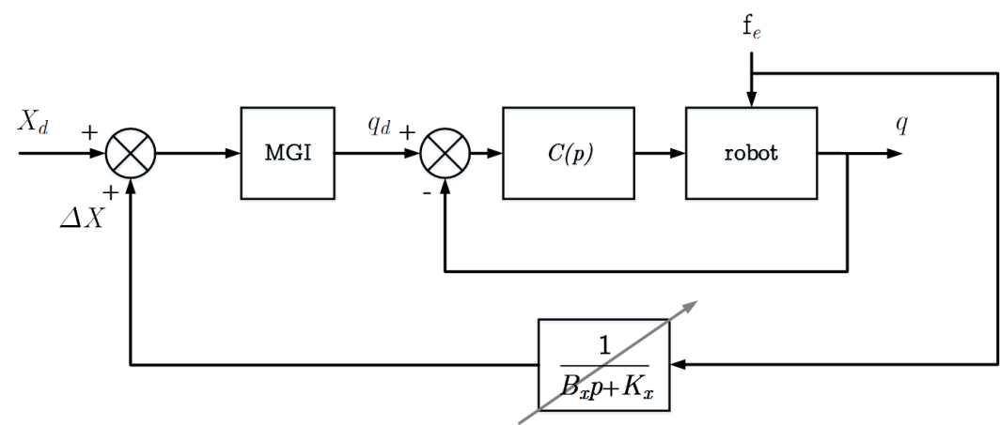 f_e
X_d + MGI q_d + C(p) robot q
+ -
ΔX
1
B_x p+K_x